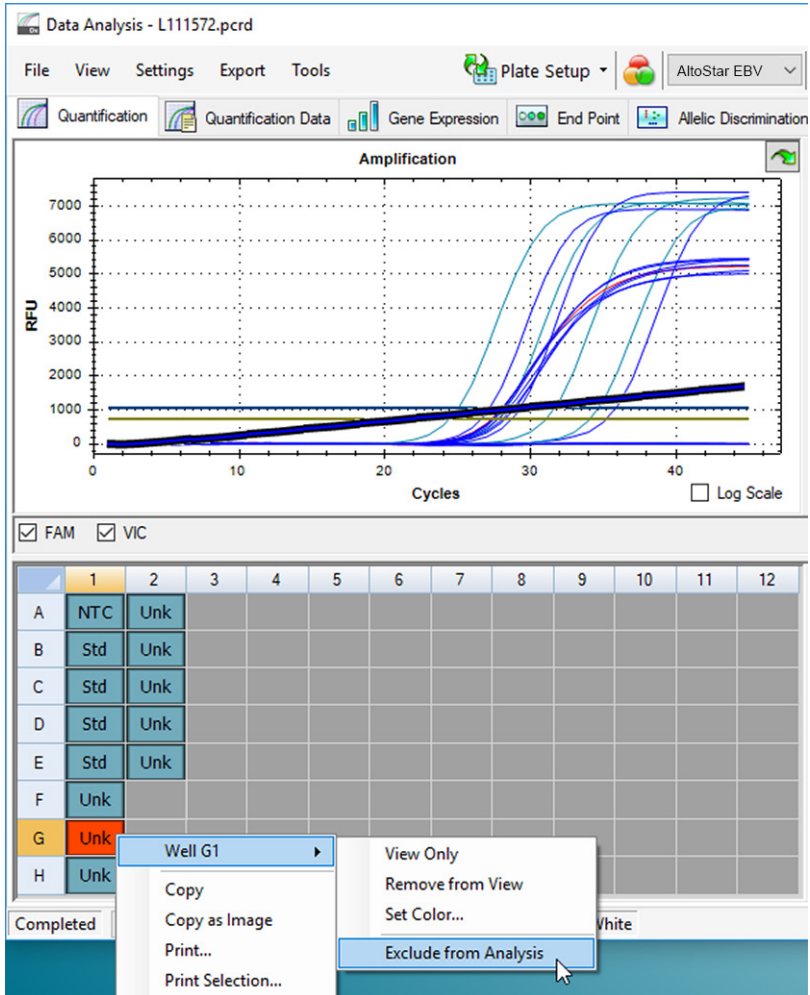 Data Analysis - L111572.pcrd
File View Settings Export Tools Plate Setup AltoStar EBV
Quantification Quantification Data Gene Expression End Point Allelic Discrimination
Amplification
7000
6000
5000
4000
3000
2000
1000
0
RFU
0 10 20 30 40
Cycles
Log Scale
FAM VIC
1 2 3 4 5 6 7 8 9 10 11 12
A NTC Unk
B Std Unk
C Std Unk
D Std Unk
E Std Unk
F Unk
G Unk
H Unk
Well G1
Copy
Copy as Image
Print...
Print Selection...
View Only
Remove from View
Set Color...
Exclude from Analysis
Completed